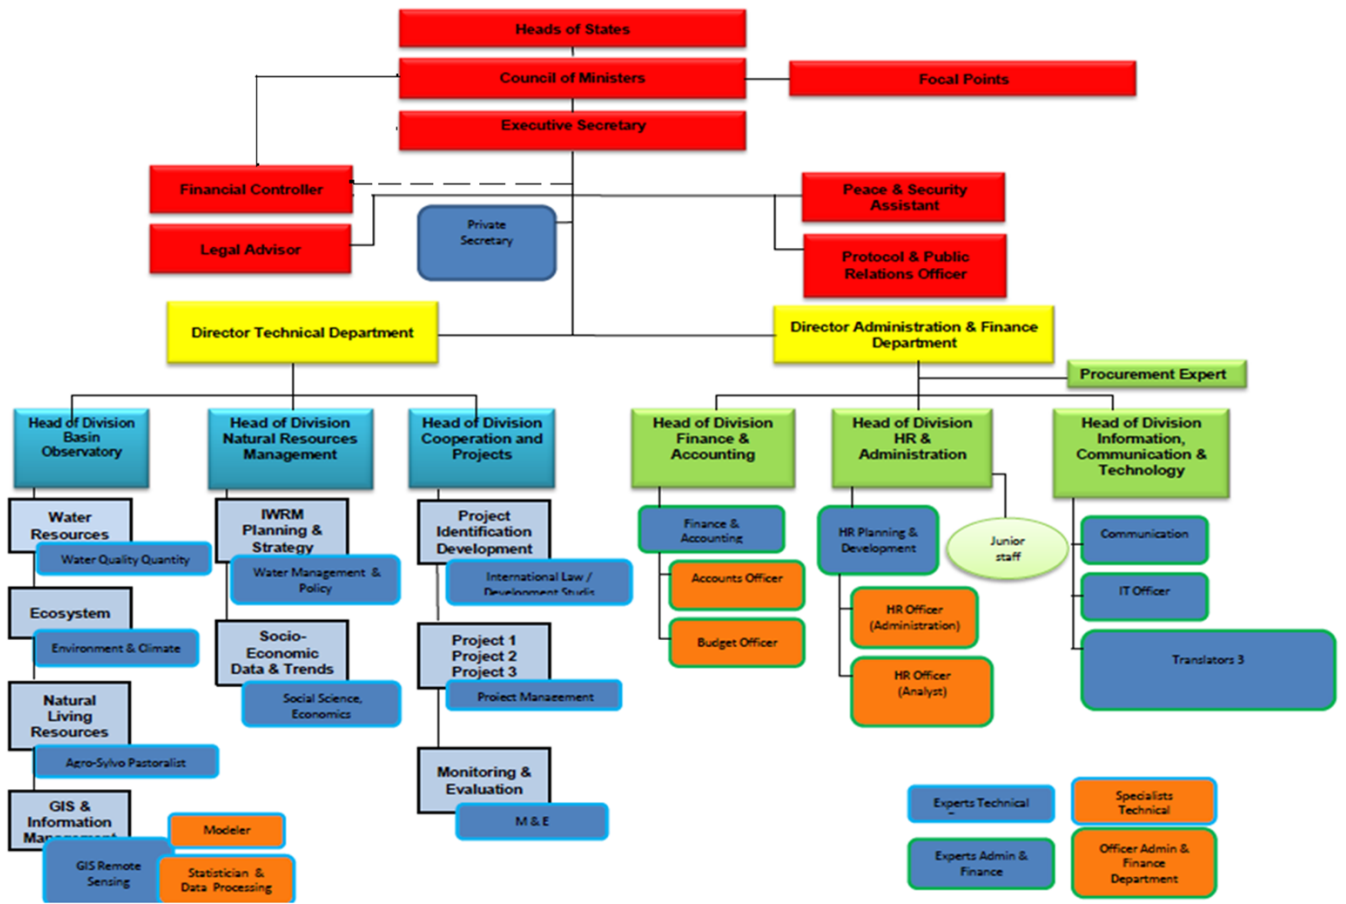 Heads of States
Council of Ministers
Focal Points
Executive Secretary
Financial Controller
Peace & Security
Assistant
Legal Advisor
Private
Secretary
Protocol & Public
Relations Officer
Director Technical Department
Director Administration & Finance
Department
Procurement Expert
Head of Division
Basin
Observatory
Head of Division
Natural Resources
Management
Head of Division
Cooperation and
Projects
Head of Division
Finance &
Accounting
Head of Division
HR &
Administration
Head of Division
Information,
Communication &
Technology
Water
Resources
Water Quality Quantity
Ecosystem
Environment & Climate
Natural
Living
Resources
Agro-Sylvo Pastoralist
GIS &
Information
Management
GIS Remote
Sensing
Modeler
Statistician &
Data Processing
IWRM
Planning &
Strategy
Water Management &
Policy
Socio-
Economic
Data & Trends
Social Science,
Economics
Project
Identification
Development
International Law /
Development Studis
Project 1
Project 2
Project 3
Project Management
Monitoring &
Evaluation
M & E
Finance &
Accounting
Accounts Officer
Budget Officer
HR Planning &
Development
HR Officer
(Administration)
HR Officer
(Analyst)
Junior
staff
Communication
IT Officer
Translators 3
Experts Technical
Specialists
Technical
Experts Admin &
Finance
Officer Admin &
Finance
Department